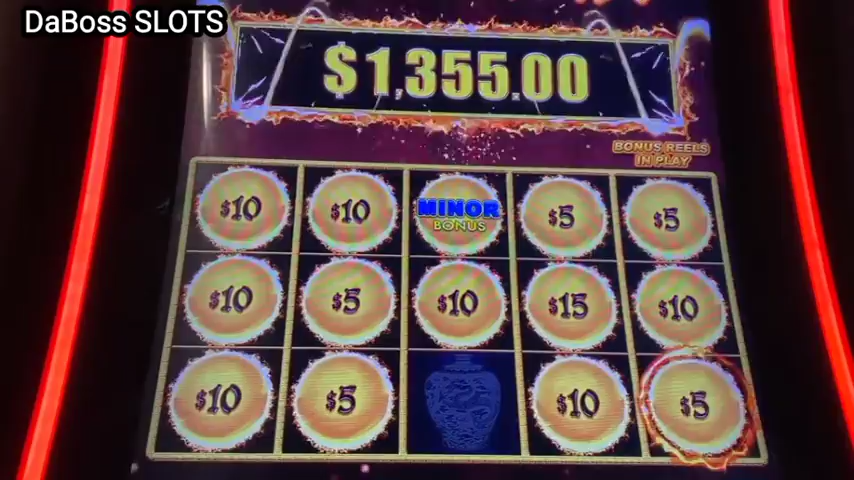 DaBoss SLOTS
$1,355.00
BONUS REELS
IN PLAY
$10 $10 MINOR BONUS $5 $5
$10 $5 $10 $15 $10
$10 $5 $10 $5